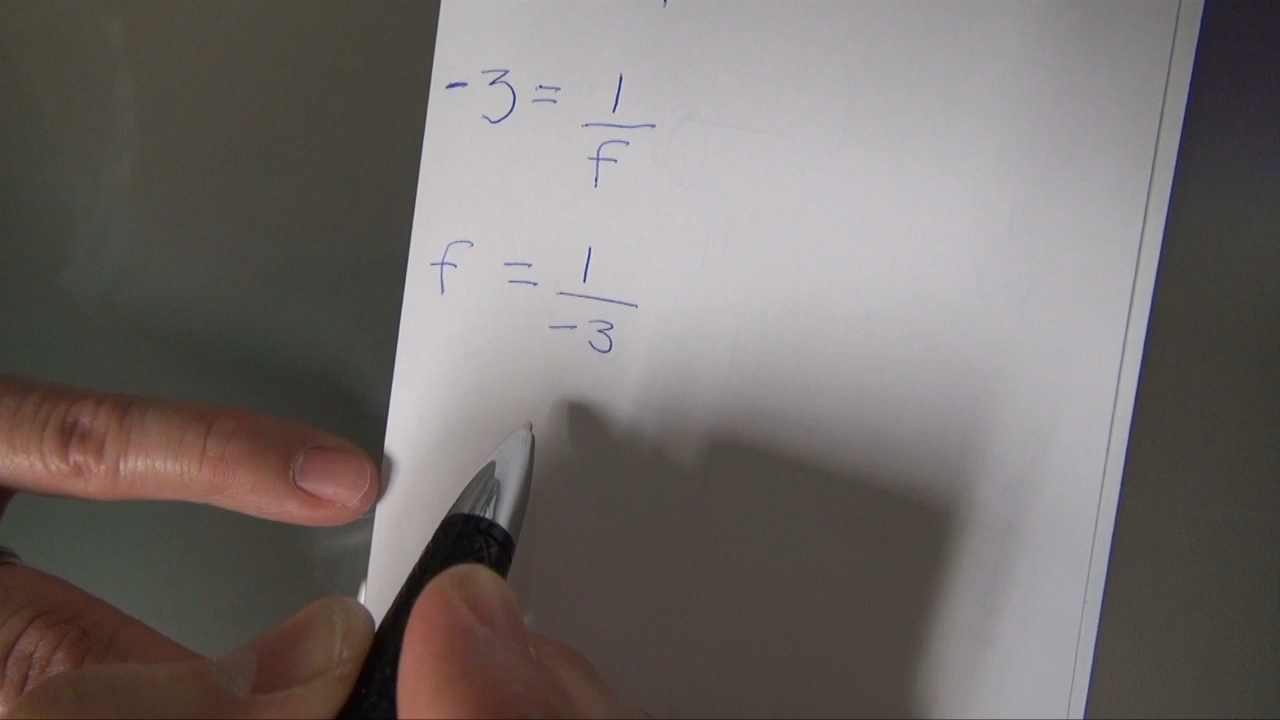 -3 = 1/f
f = 1/-3